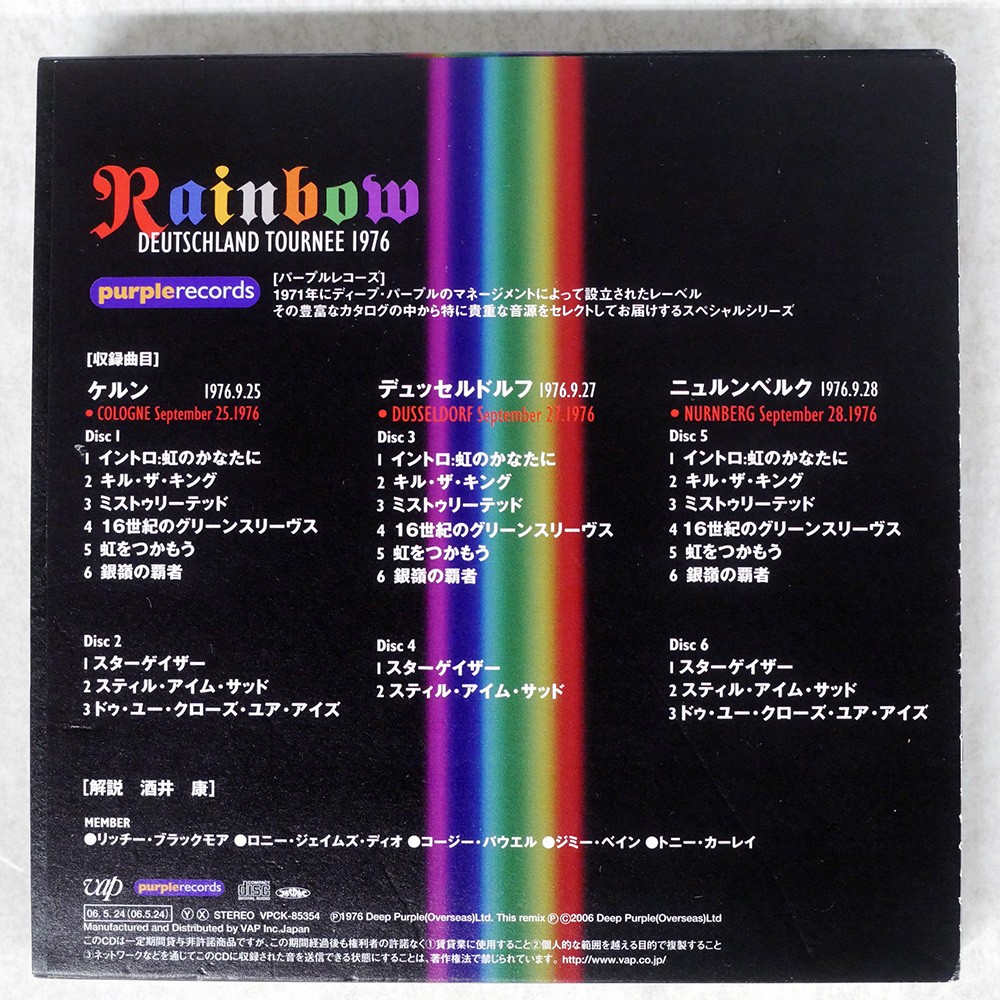 Rainbow
DEUTSCHLAND TOURNEE 1976
purplerecords
[パープルレコーズ]
1971年にディープ・パープルのマネージメントによって設立されたレーベル
その豊富なカタログの中から特に貴重な音源をセレクトしてお届けするスペシャルシリーズ
[収録曲目]
ケルン 1976.9.25
● COLOGNE September 25.1976
Disc 1
1 イントロ:虹のかなたに
2 キル・ザ・キング
3 ミストゥリーテッド
4 16世紀のグリーンスリーヴス
5 虹をつかもう
6 銀嶺の覇者
Disc 2
1 スターゲイザー
2 スティル・アイム・サッド
3 ドゥ・ユー・クローズ・ユア・アイズ
デュッセルドルフ 1976.9.27
● DUSSELDORF September 27.1976
Disc 3
1 イントロ:虹のかなたに
2 キル・ザ・キング
3 ミストゥリーテッド
4 16世紀のグリーンスリーヴス
5 虹をつかもう
6 銀嶺の覇者
Disc 4
1 スターゲイザー
2 スティル・アイム・サッド
ニュルンベルク 1976.9.28
● NURNBERG September 28.1976
Disc 5
1 イントロ:虹のかなたに
2 キル・ザ・キング
3 ミストゥリーテッド
4 16世紀のグリーンスリーヴス
5 虹をつかもう
6 銀嶺の覇者
Disc 6
1 スターゲイザー
2 スティル・アイム・サッド
3 ドゥ・ユー・クローズ・ユア・アイズ
[解説 酒井 康]
MEMBER
●リッチー・ブラックモア ●ロニー・ジェイムズ・ディオ ●コージー・パウエル ●ジミー・ベイン ●トニー・カーレイ
vap purplerecords COMPACT disc DIGITAL AUDIO JASRAC
06.5.24 (06.5.24) Ⓨ Ⓧ STEREO VPCK-85354 Ⓟ1976 Deep Purple(Overseas)Ltd. This remix Ⓟ©2006 Deep Purple(Overseas)Ltd
Manufactured and Distributed by VAP Inc.Japan
このCDは一定期間貸与非許諾商品ですが、この期間経過後も権利者の許諾なく①賃貸業に使用すること②個人的な範囲を越える目的で複製すること
③ネットワークなどを通じてこのCDに収録された音を送信できる状態にすることは、著作権法で禁じられています。http://www.vap.co.jp/